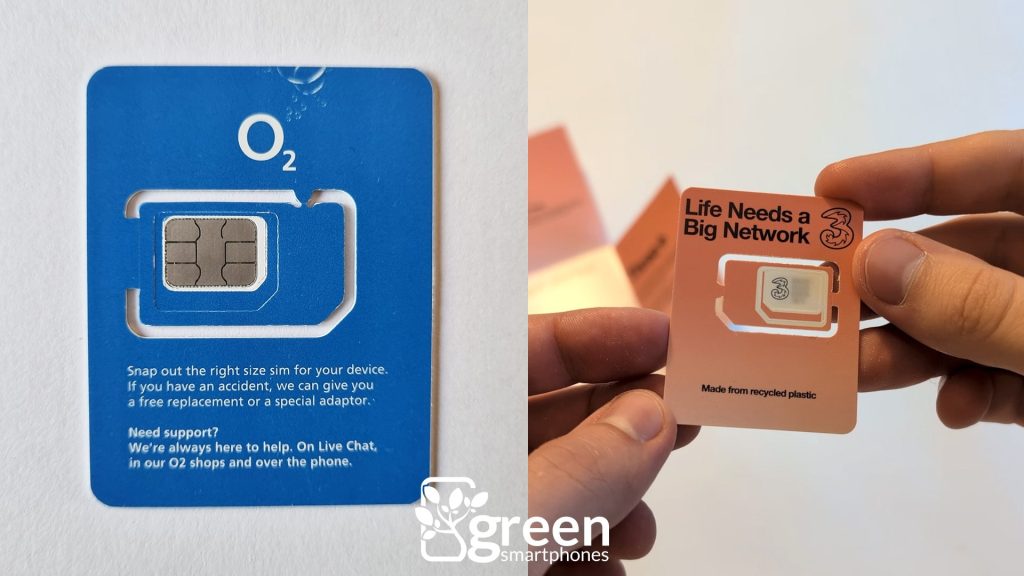 O2
Snap out the right size sim for your device.
If you have an accident, we can give you
a free replacement or a special adaptor.
Need support?
We're always here to help. On Live Chat,
in our O2 shops and over the phone.
Life Needs a
Big Network
3
3
Made from recycled plastic
green
smartphones